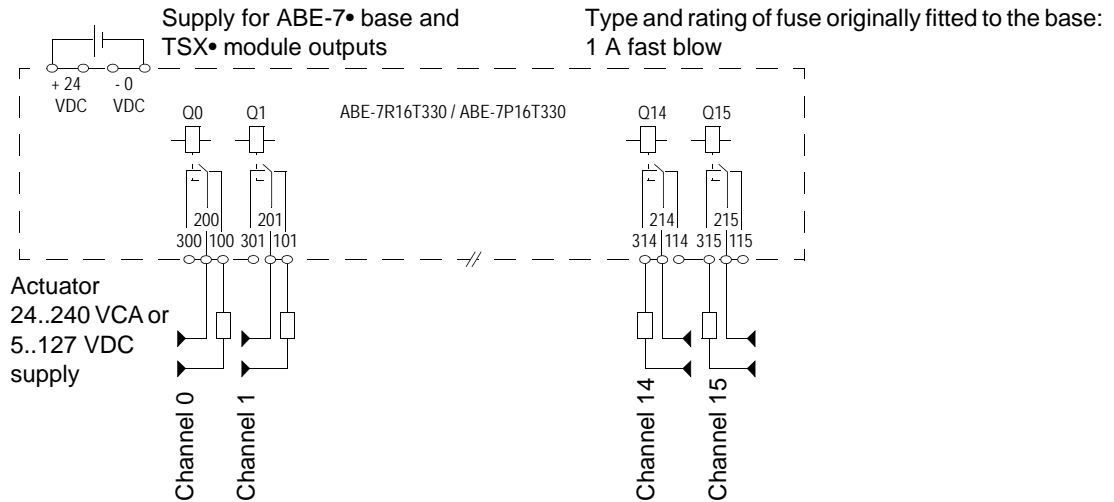 Supply for ABE-7• base and
TSX• module outputs
Type and rating of fuse originally fitted to the base:
1 A fast blow
+ 24
VDC
- 0
VDC
Q0
Q1
ABE-7R16T330 / ABE-7P16T330
Q14
Q15
200
201
214
215
300 100 301 101
314 114 315 115
Actuator
24..240 VCA or
5..127 VDC
supply
Channel 0
Channel 1
Channel 14
Channel 15